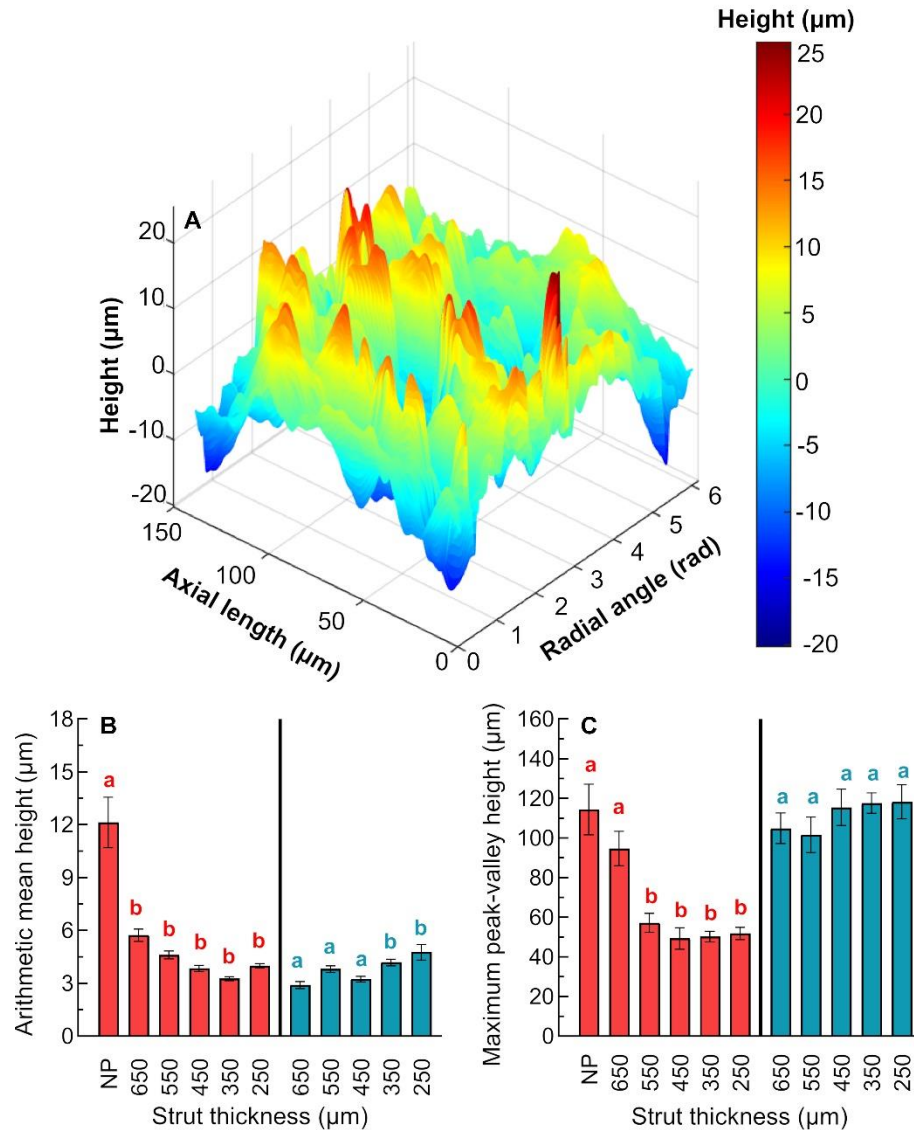 Height (µm)
A
20
10
0
-10
-20
Height (µm)
150
100
50
0
Axial length (µm)
0
1
2
3
4
5
6
Radial angle (rad)
25
20
15
10
5
0
-5
-10
-15
-20
B
18
15
12
9
6
3
0
Arithmetic mean height (µm)
a
b
b
b
b
b
a
a
a
b
b
NP 650 550 450 350 250 650 550 450 350 250
Strut thickness (µm)
C
160
140
120
100
80
60
40
20
0
Maximum peak-valley height (µm)
a
a
b
b
b
b
a
a
a
a
a
NP 650 550 450 350 250 650 550 450 350 250
Strut thickness (µm)